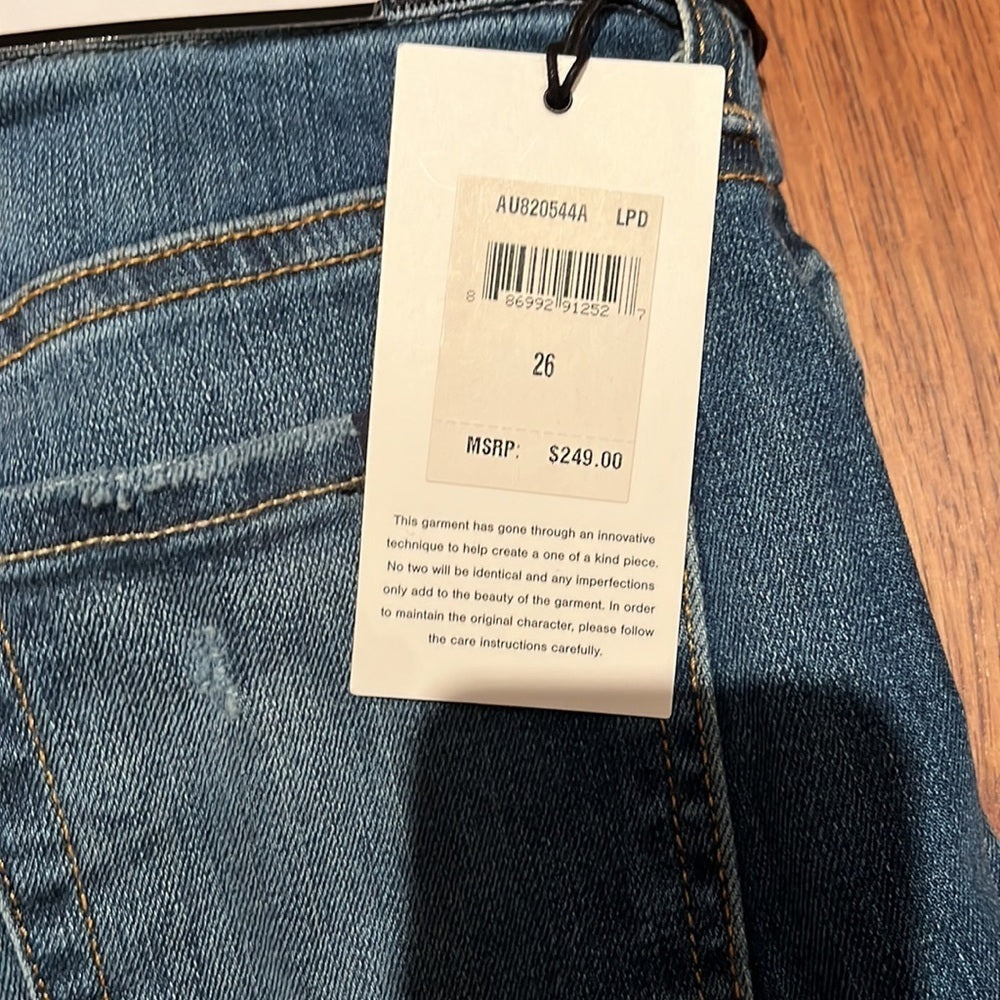 AU820544A LPD
8 86992 91252 7
26
MSRP: $249.00
This garment has gone through an innovative
technique to help create a one of a kind piece.
No two will be identical and any imperfections
only add to the beauty of the garment. In order
to maintain the original character, please follow
the care instructions carefully.